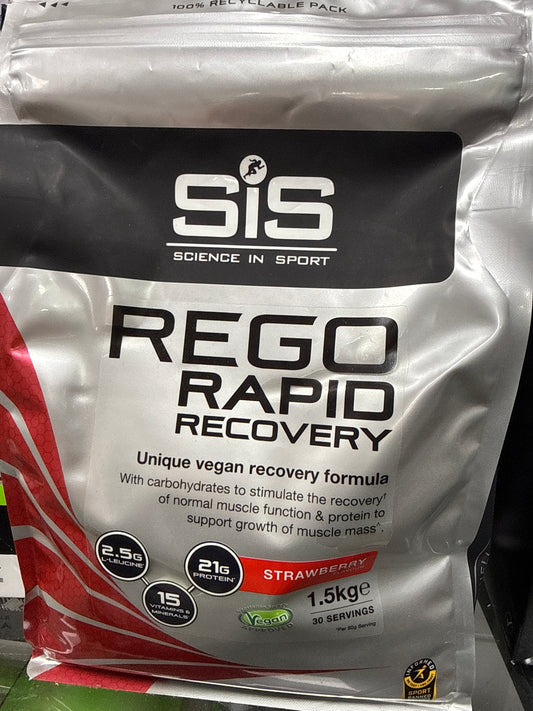 100% RECYCLABLE PACK
SiS
SCIENCE IN SPORT
REGO
RAPID
RECOVERY
Unique vegan recovery formula
With carbohydrates to stimulate the recovery†
of normal muscle function & protein to
support growth of muscle mass*.
2.5G
L-LEUCINE*
21G
PROTEIN*
15
VITAMINS &
MINERALS
STRAWBERRY
1.5kg℮
30 SERVINGS
*Per 50g Serving
Vegan
APPROVED
INFORMED
SPORT